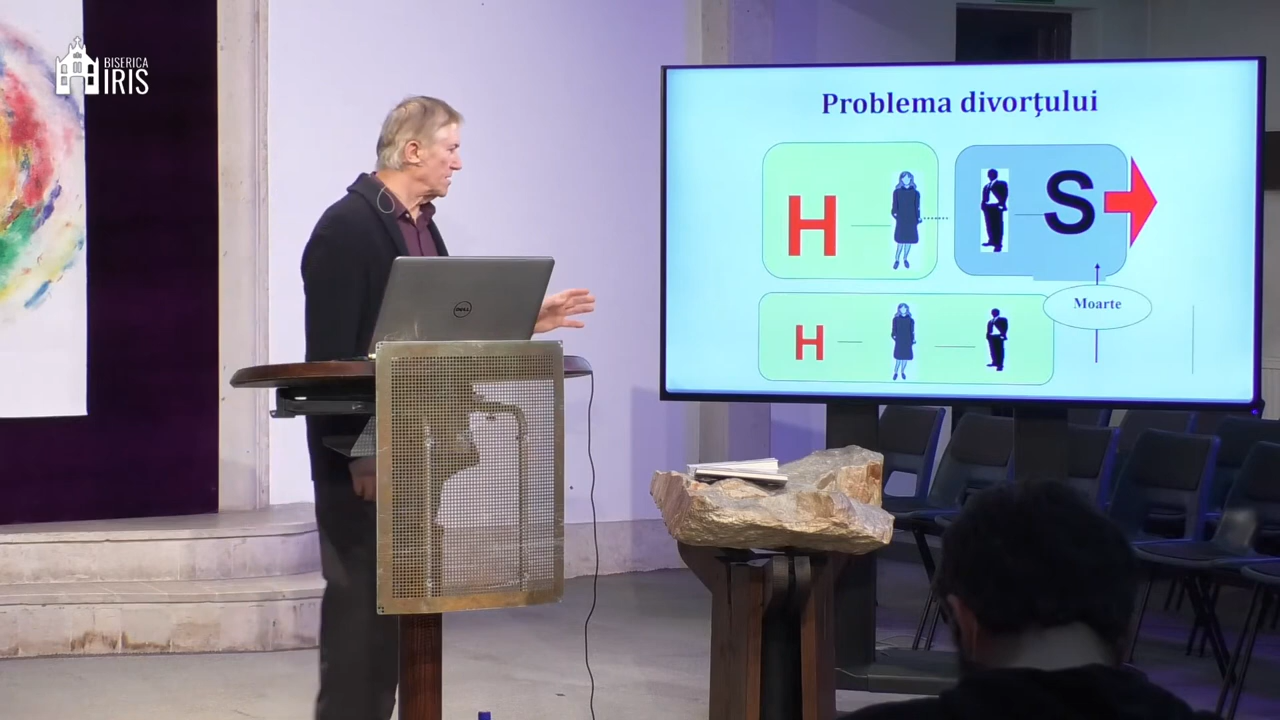 BISERICA
IRIS
Problema divorţului
H
S
Moarte
H
DELL